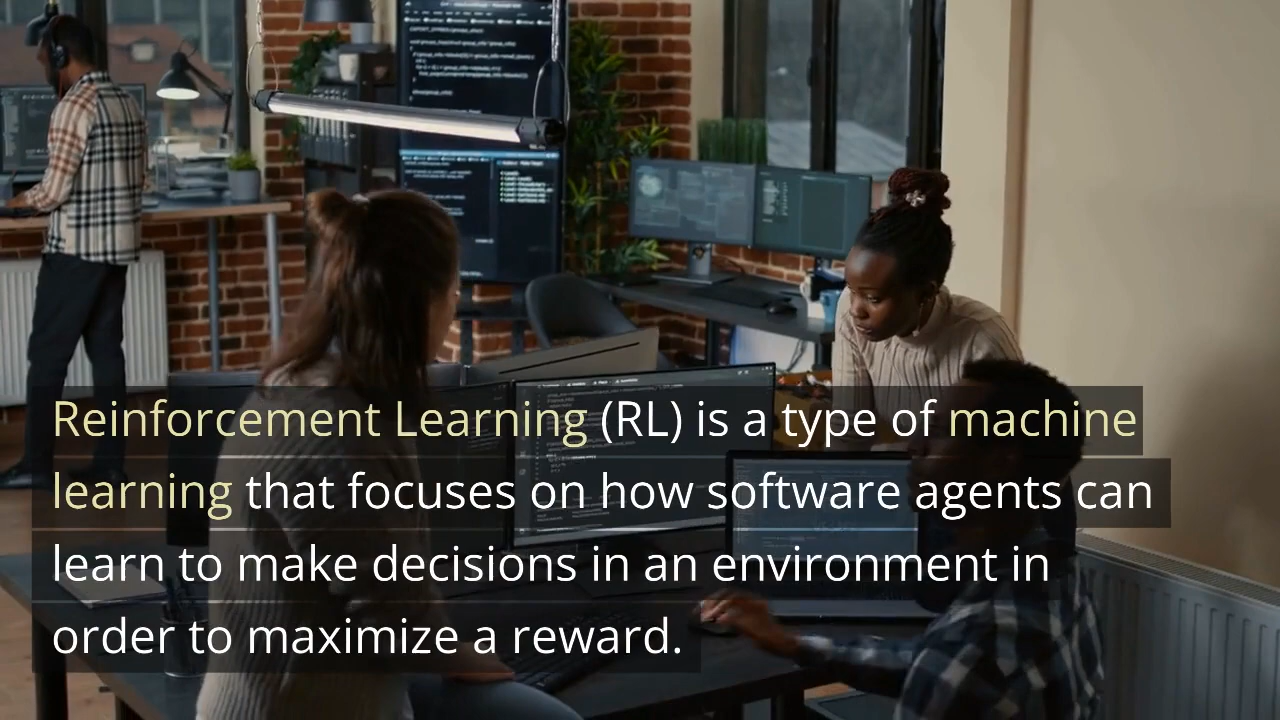 Reinforcement Learning (RL) is a type of machine
learning that focuses on how software agents can
learn to make decisions in an environment in
order to maximize a reward.